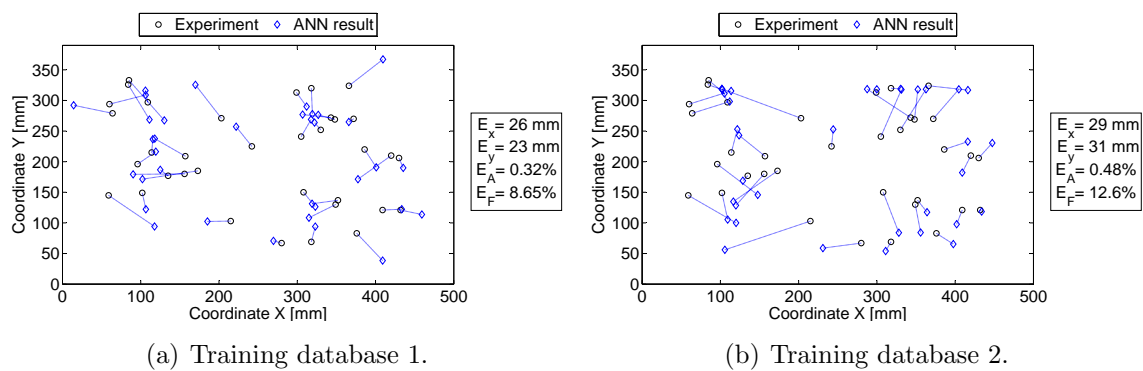 Experiment ANN result
350
300
250
200
150
100
50
0
0 100 200 300 400 500
Coordinate Y [mm]
Coordinate X [mm]
Ex= 26 mm
Ey= 23 mm
EA= 0.32%
EF= 8.65%
(a) Training database 1.
Experiment ANN result
350
300
250
200
150
100
50
0
0 100 200 300 400 500
Coordinate Y [mm]
Coordinate X [mm]
Ex= 29 mm
Ey= 31 mm
EA= 0.48%
EF= 12.6%
(b) Training database 2.